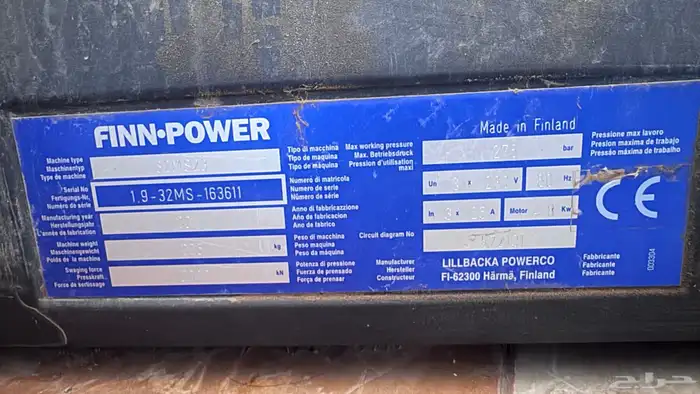 FINN•POWER
Machine type
Maschinentyp
Type de machine
Tipo di macchina
Tipo de maquina
Tipo de máquina
Serial No
Fertigungs-Nr.
Numéro de série
1.9-32MS-163611
Numero di matricola
Numero de serie
Numero de série
Manufacturing year
Herstellungsjahr
L'année de fabrication
Anno di fabbricazione
Año de fabricacion
Ano de fabrico
Machine weight
Maschinengewicht
Poids de la machine
kg
Peso di macchina
Peso maquina
Peso da máquina
Swaging force
Presskraft
Force de sertissage
kN
Potenza di pressione
Fuerza de prensado
Força de prensar
Made in Finland
Max working pressure
Max. Betriebsdruck
Pression d'utilisation
maxi
275 bar
Pressione max lavoro
Presion maxima de trabajo
Pressão máxima de trabalho
Un 3 x V Hz
In 3 x A Motor Kw
CE
Circuit diagram No
Manufacturer
Hersteller
Constructeur
LILLBACKA POWERCO
FI-62300 Härmä, Finland
Fabbricante
Fabricante
Fabricante
023304
حراج